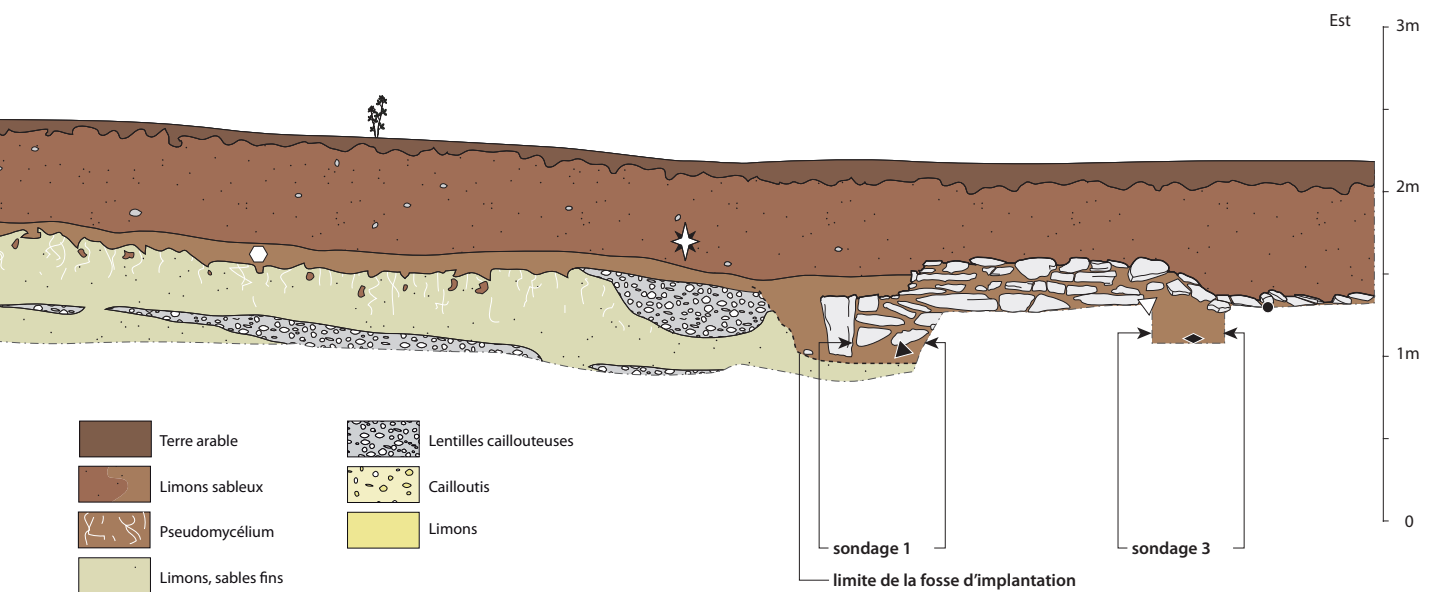 Est
3m
2m
1m
0
Terre arable
Limons sableux
Pseudomycélium
Limons, sables fins
Lentilles caillouteuses
Cailloutis
Limons
sondage 1
sondage 3
limite de la fosse d’implantation